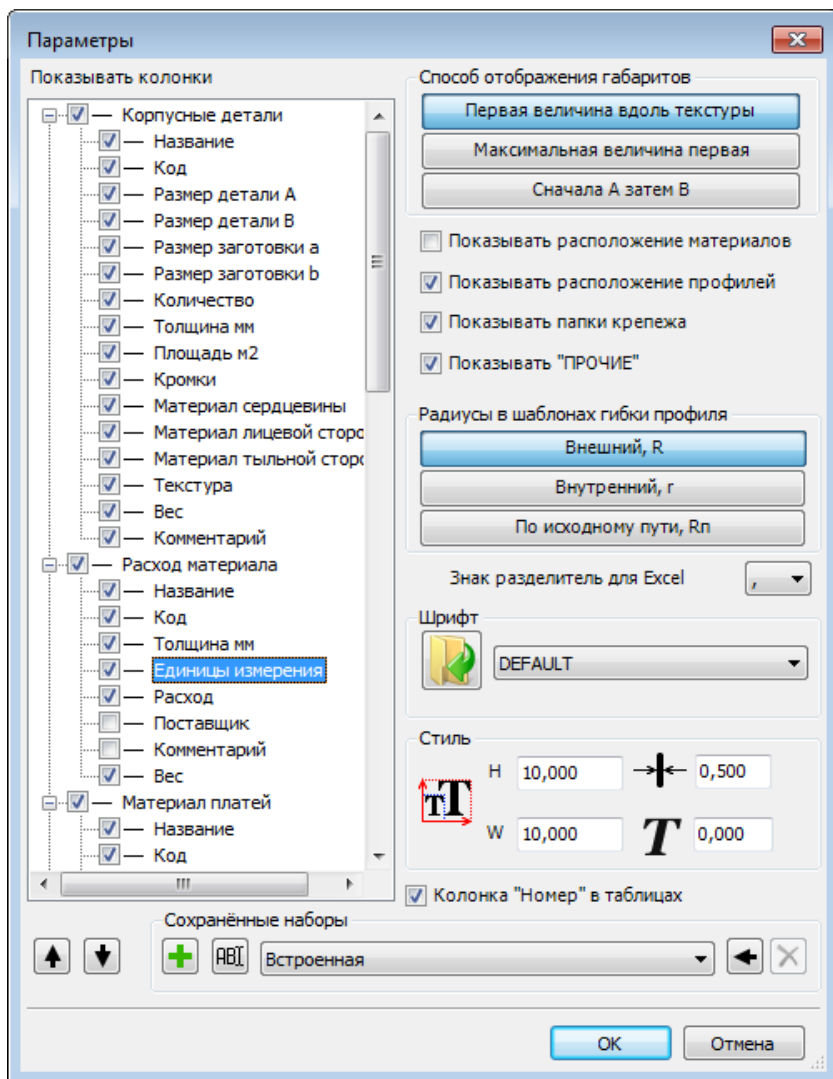 Параметры
Показывать колонки
Корпусные детали
Название
Код
Размер детали A
Размер детали B
Размер заготовки a
Размер заготовки b
Количество
Толщина мм
Площадь м2
Кромки
Материал сердцевины
Материал лицевой сторо
Материал тыльной сторо
Текстура
Вес
Комментарий
Расход материала
Название
Код
Толщина мм
Единицы измерения
Расход
Поставщик
Комментарий
Вес
Материал платей
Название
Код
Способ отображения габаритов
Первая величина вдоль текстуры
Максимальная величина первая
Сначала A затем B
Показывать расположение материалов
Показывать расположение профилей
Показывать папки крепежа
Показывать "ПРОЧИЕ"
Радиусы в шаблонах гибки профиля
Внешний, R
Внутренний, r
По исходному пути, Rп
Знак разделитель для Excel ,
Шрифт
DEFAULT
Стиль
H 10,000 0,500
W 10,000 0,000
Колонка "Номер" в таблицах
Сохранённые наборы
ABI Встроенная
OK Отмена